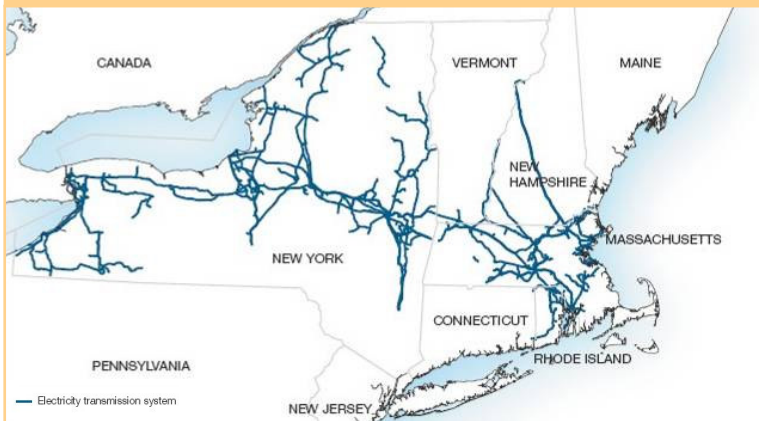 CANADA
VERMONT
MAINE
NEW
HAMPSHIRE
MASSACHUSETTS
NEW YORK
CONNECTICUT
RHODE ISLAND
PENNSYLVANIA
Electricity transmission system
NEW JERSEY